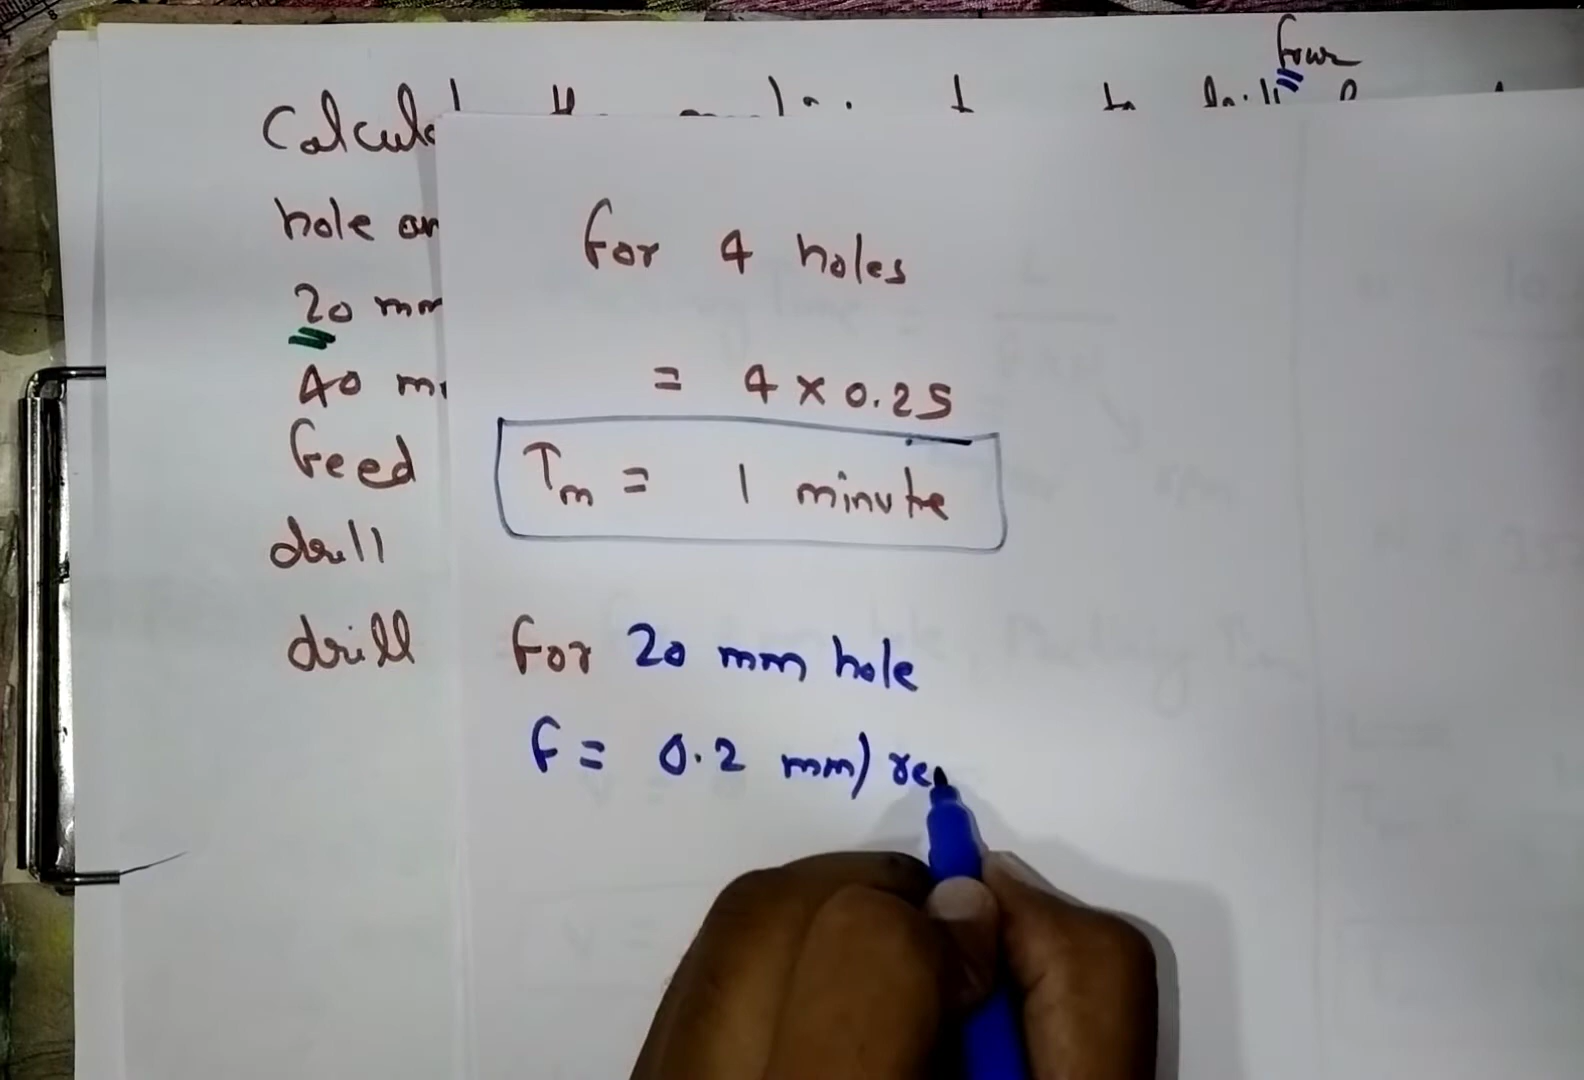 four
Calcul
hole an
20 mm
40 m
feed
drill
drill
for 4 holes
= 4 × 0.25
Tm = 1 minute
for 20 mm hole
f = 0.2 mm/re